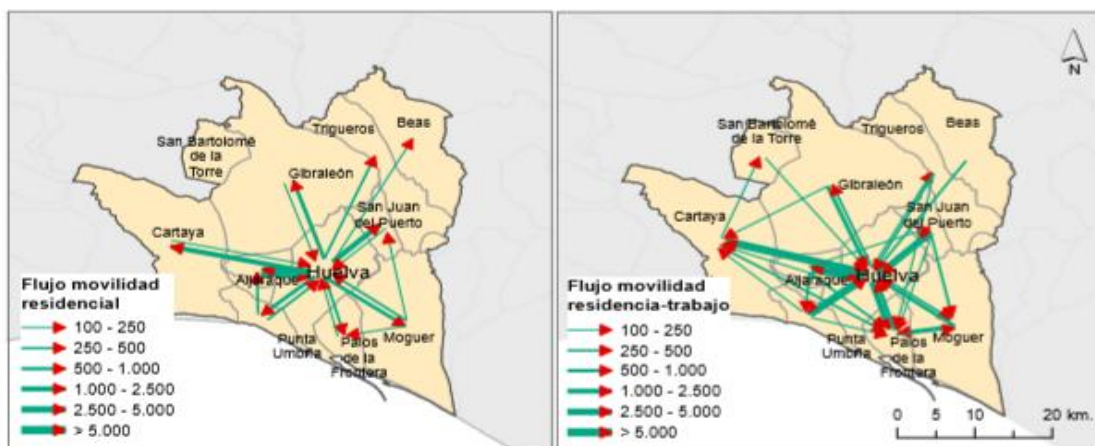 San Bartolomé
de la
Torre
Trigueros
Beas
Gibraleón
San Juan
del Puerto
Cartaya
Huelva
Aljaraque
Punta
Umbría
Palos
de la
Frontera
Moguer
Flujo movilidad
residencial
100 - 250
250 - 500
500 - 1.000
1.000 - 2.500
2.500 - 5.000
> 5.000
N
San Bartolomé
de la
Torre
Trigueros
Beas
Gibraleón
San Juan
del Puerto
Cartaya
Huelva
Aljaraque
Punta
Umbría
Palos
de la
Frontera
Moguer
Flujo movilidad
residencia-trabajo
100 - 250
250 - 500
500 - 1.000
1.000 - 2.500
2.500 - 5.000
> 5.000
0 5 10 20 km.